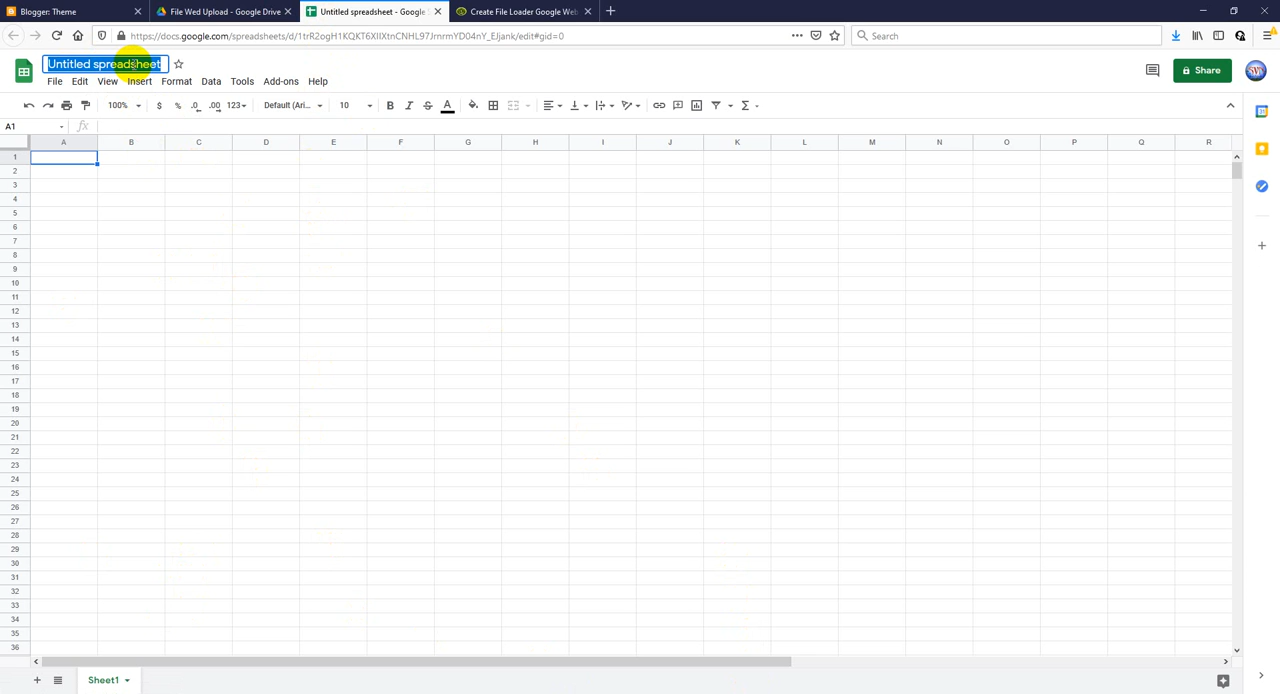 Blogger: Theme
File Wed Upload - Google Drive
Untitled spreadsheet - Google
Create File Loader Google Web
https://docs.google.com/spreadsheets/d/
/edit#gid=0
Search
Untitled spreadsheet
File Edit View Insert Format Data Tools Add-ons Help
Share
100% $ % .0 .00 123 Default (Ari... 10 B I S A Σ
A1 fx
A B C D E F G H I J K L M N O P Q R
1
2
3
4
5
6
7
8
9
10
11
12
13
14
15
16
17
18
19
20
21
22
23
24
25
26
27
28
29
30
31
32
33
34
35
36
Sheet1